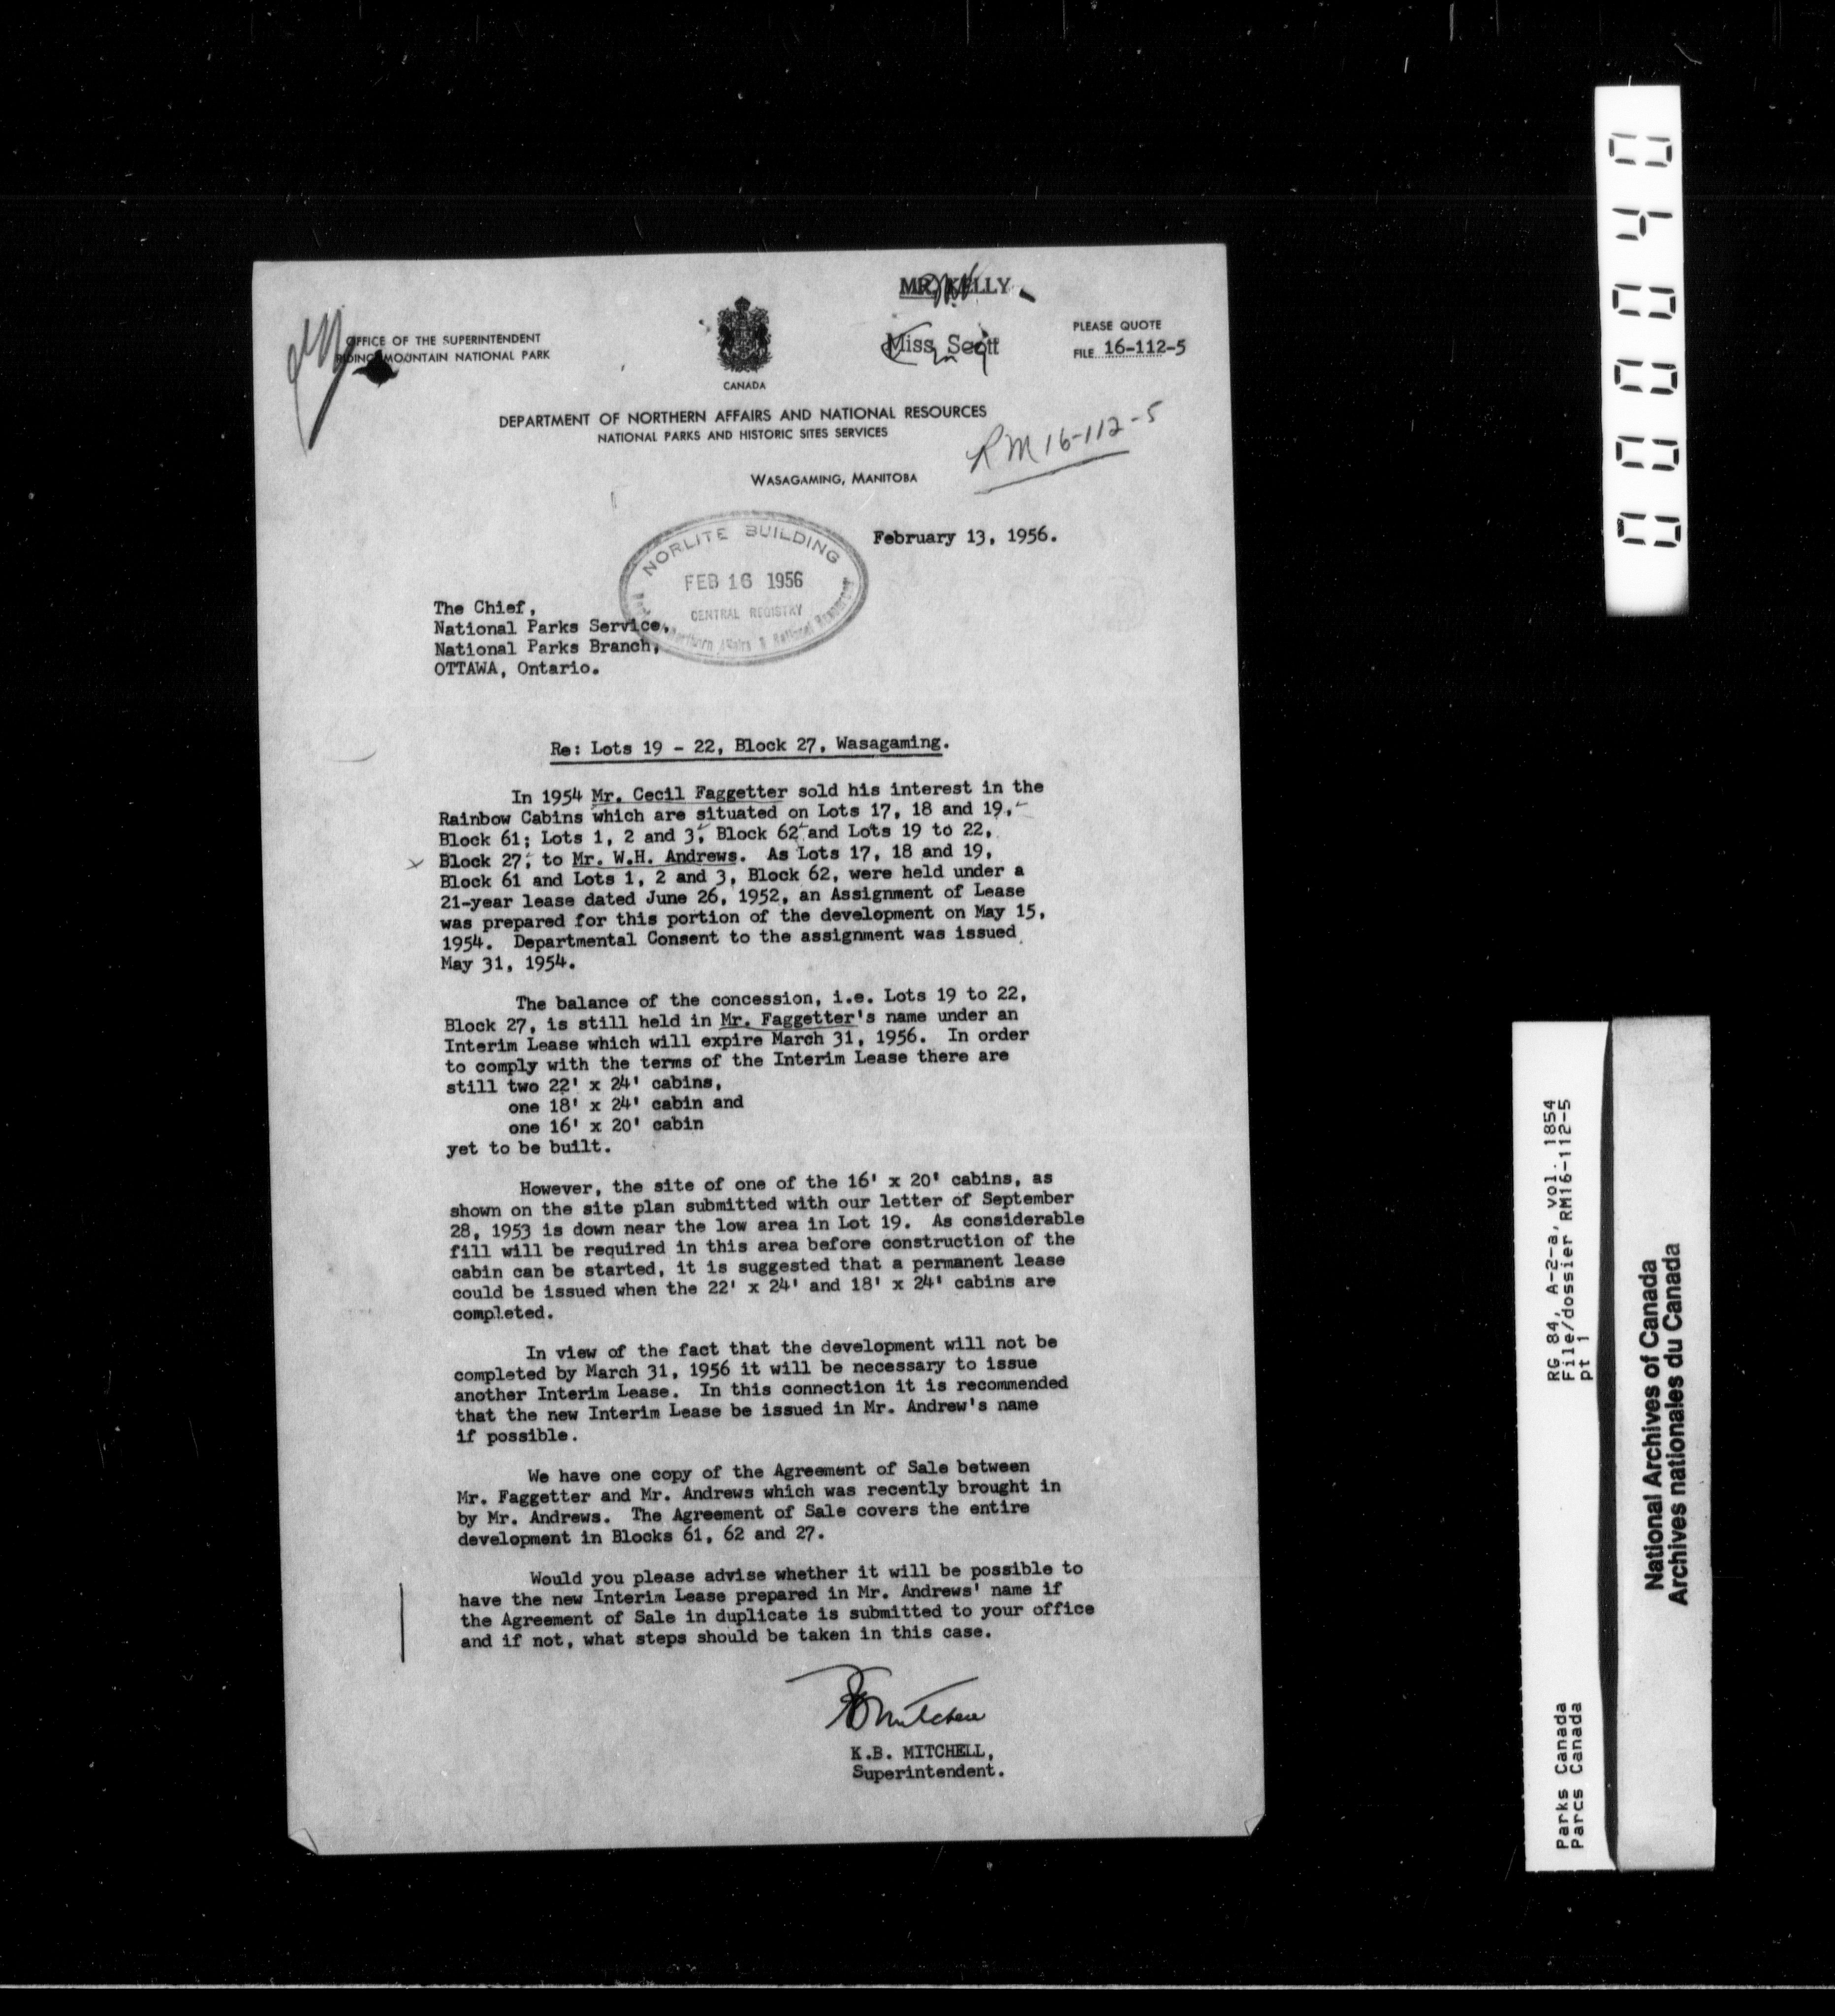 MR. KELLY
OFFICE OF THE SUPERINTENDENT
RIDING MOUNTAIN NATIONAL PARK
CANADA
Miss Scott
PLEASE QUOTE
FILE 16-112-5
DEPARTMENT OF NORTHERN AFFAIRS AND NATIONAL RESOURCES
NATIONAL PARKS AND HISTORIC SITES SERVICES
RM 16-112-5
WASAGAMING, MANITOBA
February 13, 1956.
NORLITE BUILDING
FEB 16 1956
CENTRAL REGISTRY
Northern Affairs & National Resources
The Chief,
National Parks Service,
National Parks Branch,
OTTAWA, Ontario.
Re: Lots 19 - 22, Block 27, Wasagaming.
In 1954 Mr. Cecil Faggetter sold his interest in the
Rainbow Cabins which are situated on Lots 17, 18 and 19,
Block 61; Lots 1, 2 and 3, Block 62 and Lots 19 to 22,
Block 27, to Mr. W.H. Andrews. As Lots 17, 18 and 19,
Block 61 and Lots 1, 2 and 3, Block 62, were held under a
21-year lease dated June 26, 1952, an Assignment of Lease
was prepared for this portion of the development on May 15,
1954. Departmental Consent to the assignment was issued
May 31, 1954.
The balance of the concession, i.e. Lots 19 to 22,
Block 27, is still held in Mr. Faggetter's name under an
Interim Lease which will expire March 31, 1956. In order
to comply with the terms of the Interim Lease there are
still two 22' x 24' cabins,
one 18' x 24' cabin and
one 16' x 20' cabin
yet to be built.
However, the site of one of the 16' x 20' cabins, as
shown on the site plan submitted with our letter of September
28, 1953 is down near the low area in Lot 19. As considerable
fill will be required in this area before construction of the
cabin can be started, it is suggested that a permanent lease
could be issued when the 22' x 24' and 18' x 24' cabins are
completed.
In view of the fact that the development will not be
completed by March 31, 1956 it will be necessary to issue
another Interim Lease. In this connection it is recommended
that the new Interim Lease be issued in Mr. Andrew's name
if possible.
We have one copy of the Agreement of Sale between
Mr. Faggetter and Mr. Andrews which was recently brought in
by Mr. Andrews. The Agreement of Sale covers the entire
development in Blocks 61, 62 and 27.
Would you please advise whether it will be possible to
have the new Interim Lease prepared in Mr. Andrews' name if
the Agreement of Sale in duplicate is submitted to your office
and if not, what steps should be taken in this case.
K.B. MITCHELL,
Superintendent.
000040
RG 84, A-2-a, vol. 1854
File/dossier RM16-112-5
pt 1
Parks Canada
Parcs Canada
National Archives of Canada
Archives nationales du Canada